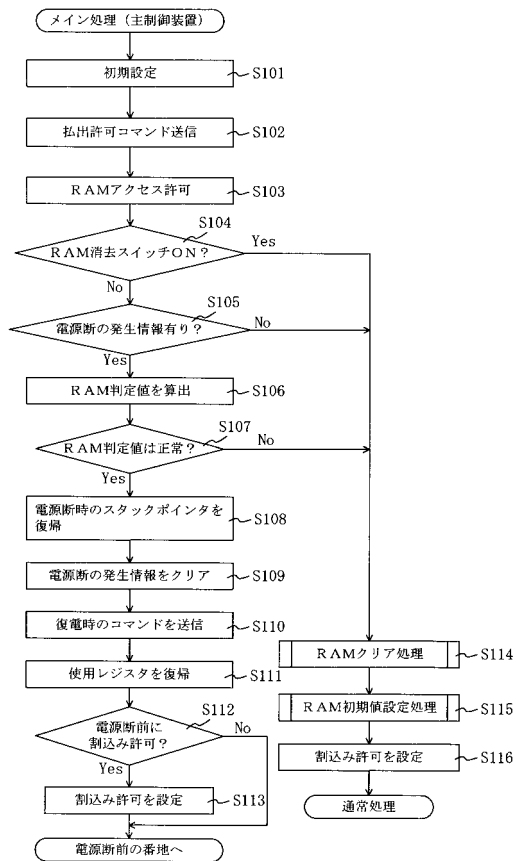 メイン処理(主制御装置)
初期設定
S101
払出許可コマンド送信
S102
RAMアクセス許可
S103
S104
RAM消去スイッチON?
Yes
No
S105
電源断の発生情報有り?
No
Yes
RAM判定値を算出
S106
S107
RAM判定値は正常?
No
Yes
電源断時のスタックポインタを
復帰
S108
電源断の発生情報をクリア
S109
復電時のコマンドを送信
S110
使用レジスタを復帰
S111
S112
電源断前に
割込み許可?
No
Yes
割込み許可を設定
S113
電源断前の番地へ
RAMクリア処理
S114
RAM初期値設定処理
S115
割込み許可を設定
S116
通常処理